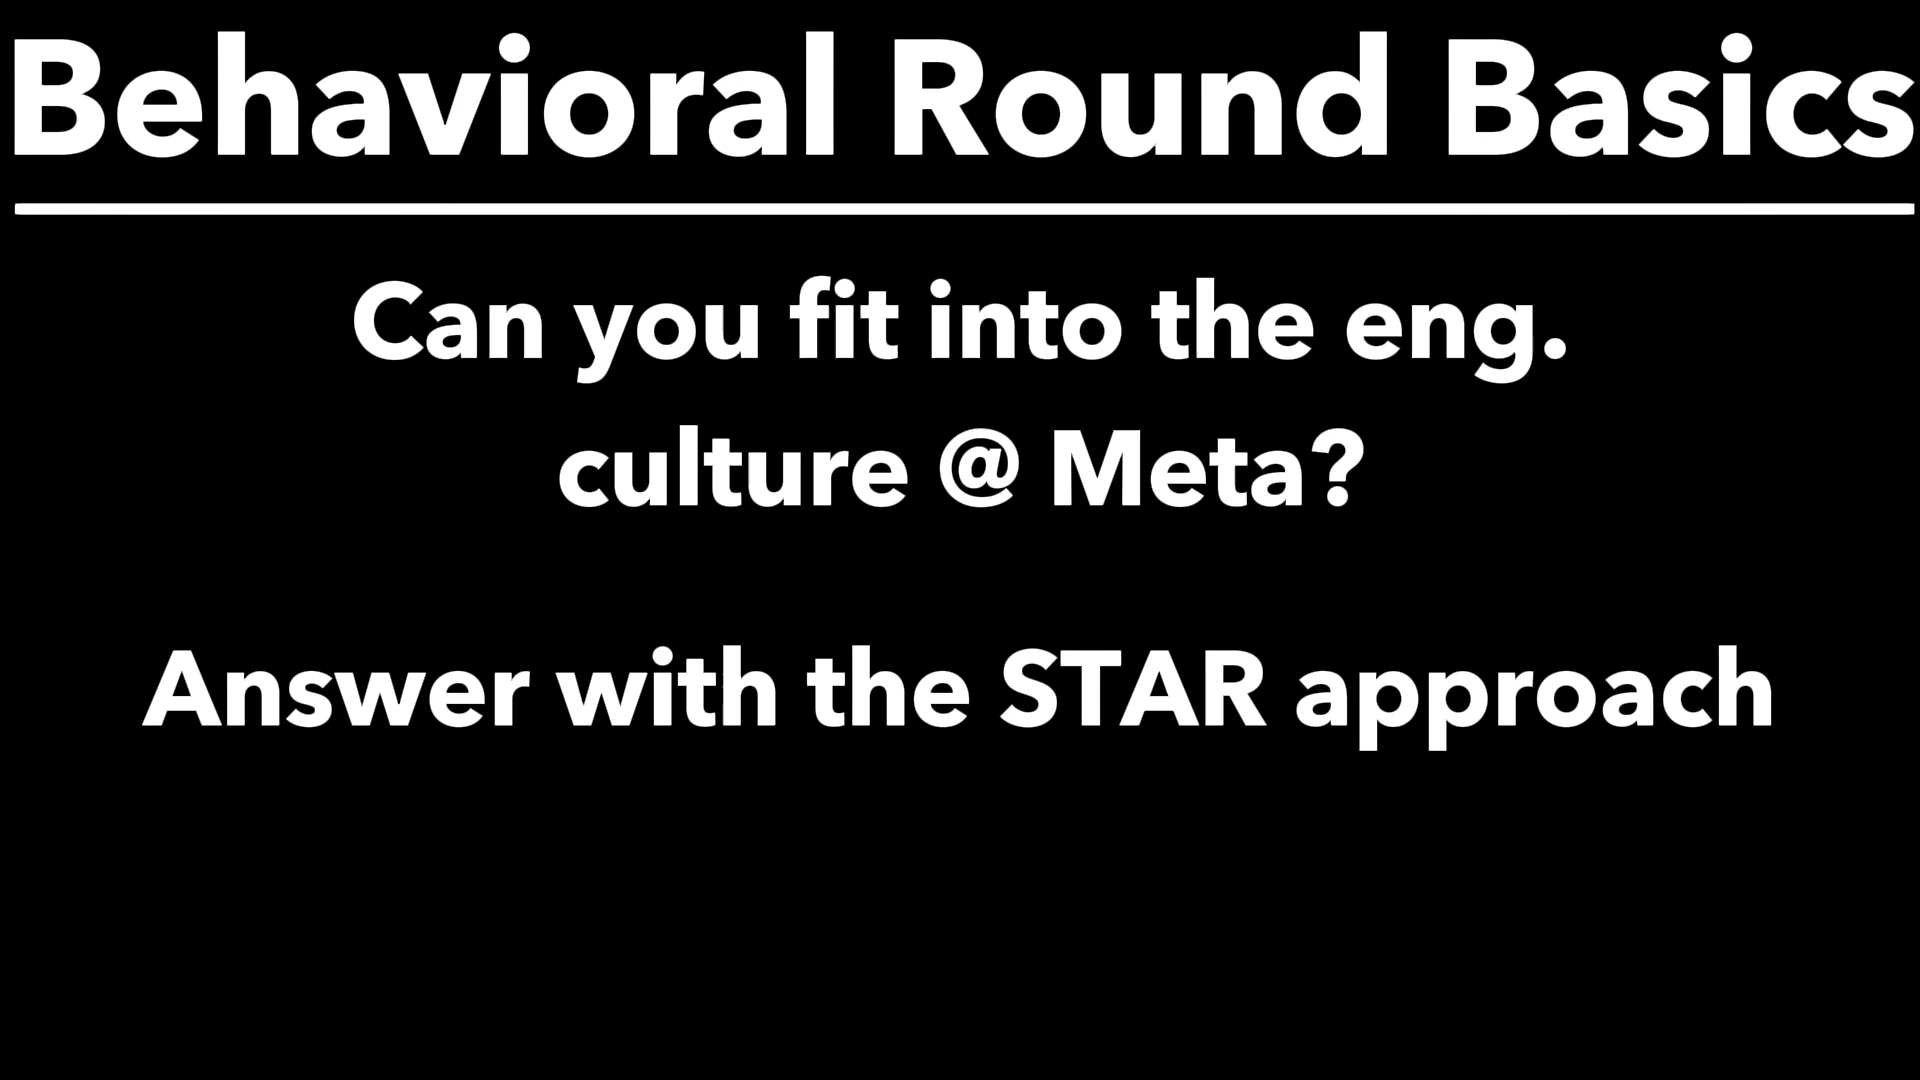 Behavioral Round Basics
Can you fit into the eng.
culture @ Meta?
Answer with the STAR approach